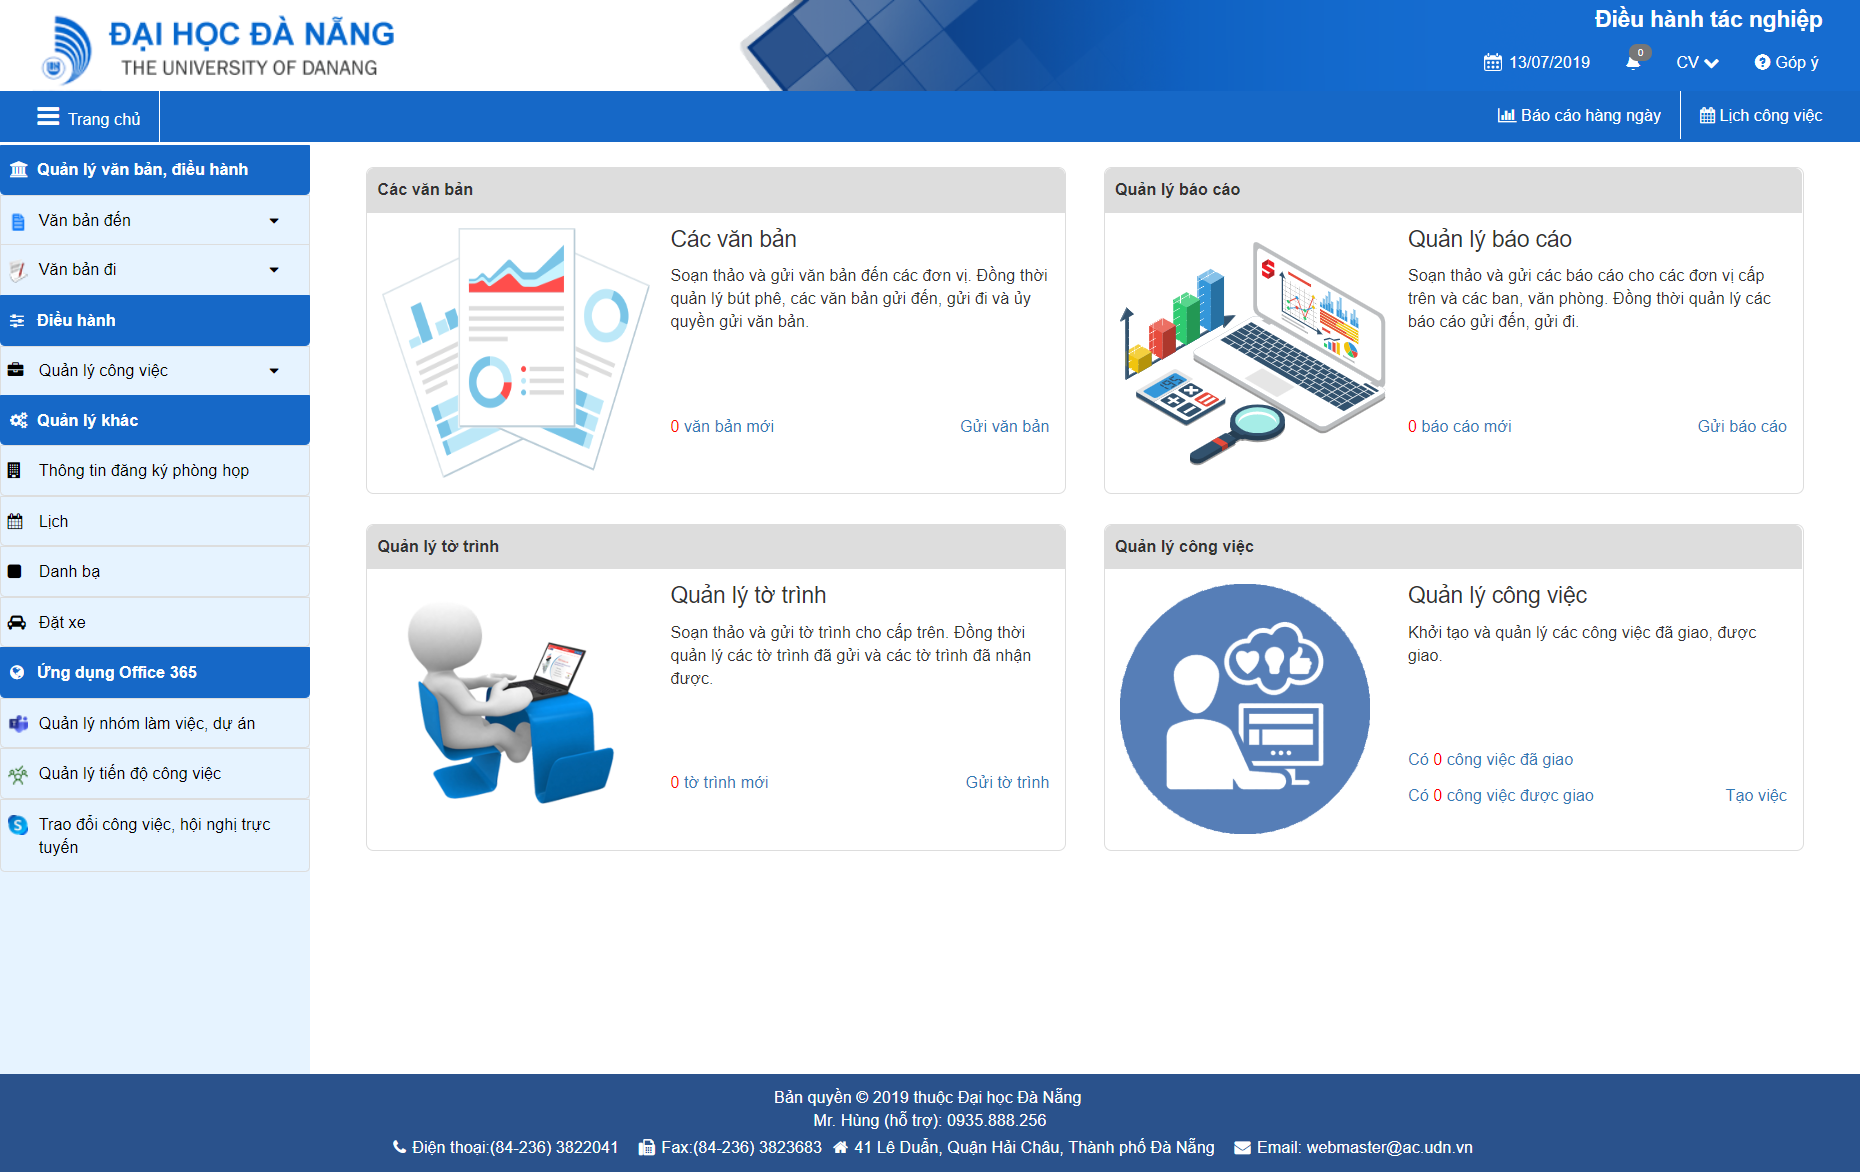 ĐẠI HỌC ĐÀ NẴNG
THE UNIVERSITY OF DANANG
Điều hành tác nghiệp
13/07/2019
0
CV
Góp ý
Trang chủ
Báo cáo hàng ngày
Lịch công việc
Quản lý văn bản, điều hành
Văn bản đến
Văn bản đi
Điều hành
Quản lý công việc
Quản lý khác
Thông tin đăng ký phòng họp
Lịch
Danh bạ
Đặt xe
Ứng dụng Office 365
Quản lý nhóm làm việc, dự án
Quản lý tiến độ công việc
Trao đổi công việc, hội nghị trực
tuyến
Các văn bản
Các văn bản
Soạn thảo và gửi văn bản đến các đơn vị. Đồng thời
quản lý bút phê, các văn bản gửi đến, gửi đi và ủy
quyền gửi văn bản.
0 văn bản mới
Gửi văn bản
Quản lý báo cáo
Quản lý báo cáo
Soạn thảo và gửi các báo cáo cho các đơn vị cấp
trên và các ban, văn phòng. Đồng thời quản lý các
báo cáo gửi đến, gửi đi.
0 báo cáo mới
Gửi báo cáo
Quản lý tờ trình
Quản lý tờ trình
Soạn thảo và gửi tờ trình cho cấp trên. Đồng thời
quản lý các tờ trình đã gửi và các tờ trình đã nhận
được.
0 tờ trình mới
Gửi tờ trình
Quản lý công việc
Quản lý công việc
Khởi tạo và quản lý các công việc đã giao, được
giao.
Có 0 công việc đã giao
Có 0 công việc được giao
Tạo việc
Bản quyền © 2019 thuộc Đại học Đà Nẵng
Mr. Hùng (hỗ trợ): 0935.888.256
Điện thoại:(84-236) 3822041 Fax:(84-236) 3823683 41 Lê Duẩn, Quận Hải Châu, Thành phố Đà Nẵng Email: webmaster@ac.udn.vn